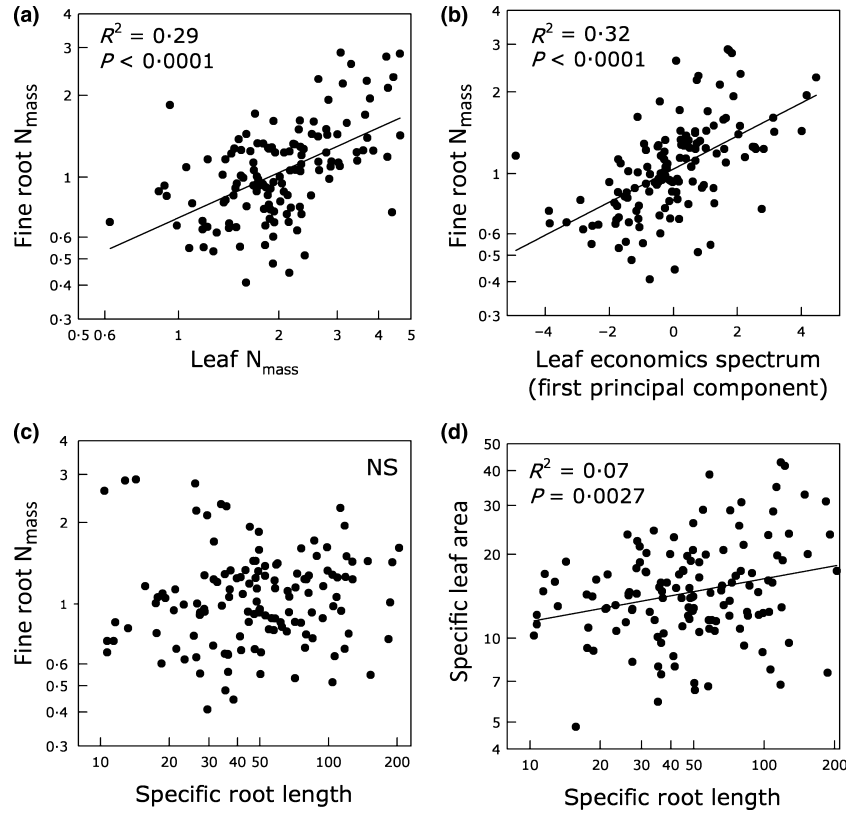 (a)
R² = 0·29
P < 0·0001
Fine root N_mass
4
3
2
1
0·6
0·5
0·4
0·3
0·5 0·6 1 2 3 4 5
Leaf N_mass
(b)
R² = 0·32
P < 0·0001
Fine root N_mass
4
3
2
1
0·6
0·5
0·4
0·3
−4 −2 0 2 4
Leaf economics spectrum
(first principal component)
(c)
NS
Fine root N_mass
4
3
2
1
0·6
0·5
0·4
0·3
10 20 30 40 50 100 200
Specific root length
(d)
R² = 0·07
P = 0·0027
Specific leaf area
50
40
30
20
10
7
5
4
10 20 30 40 50 100 200
Specific root length